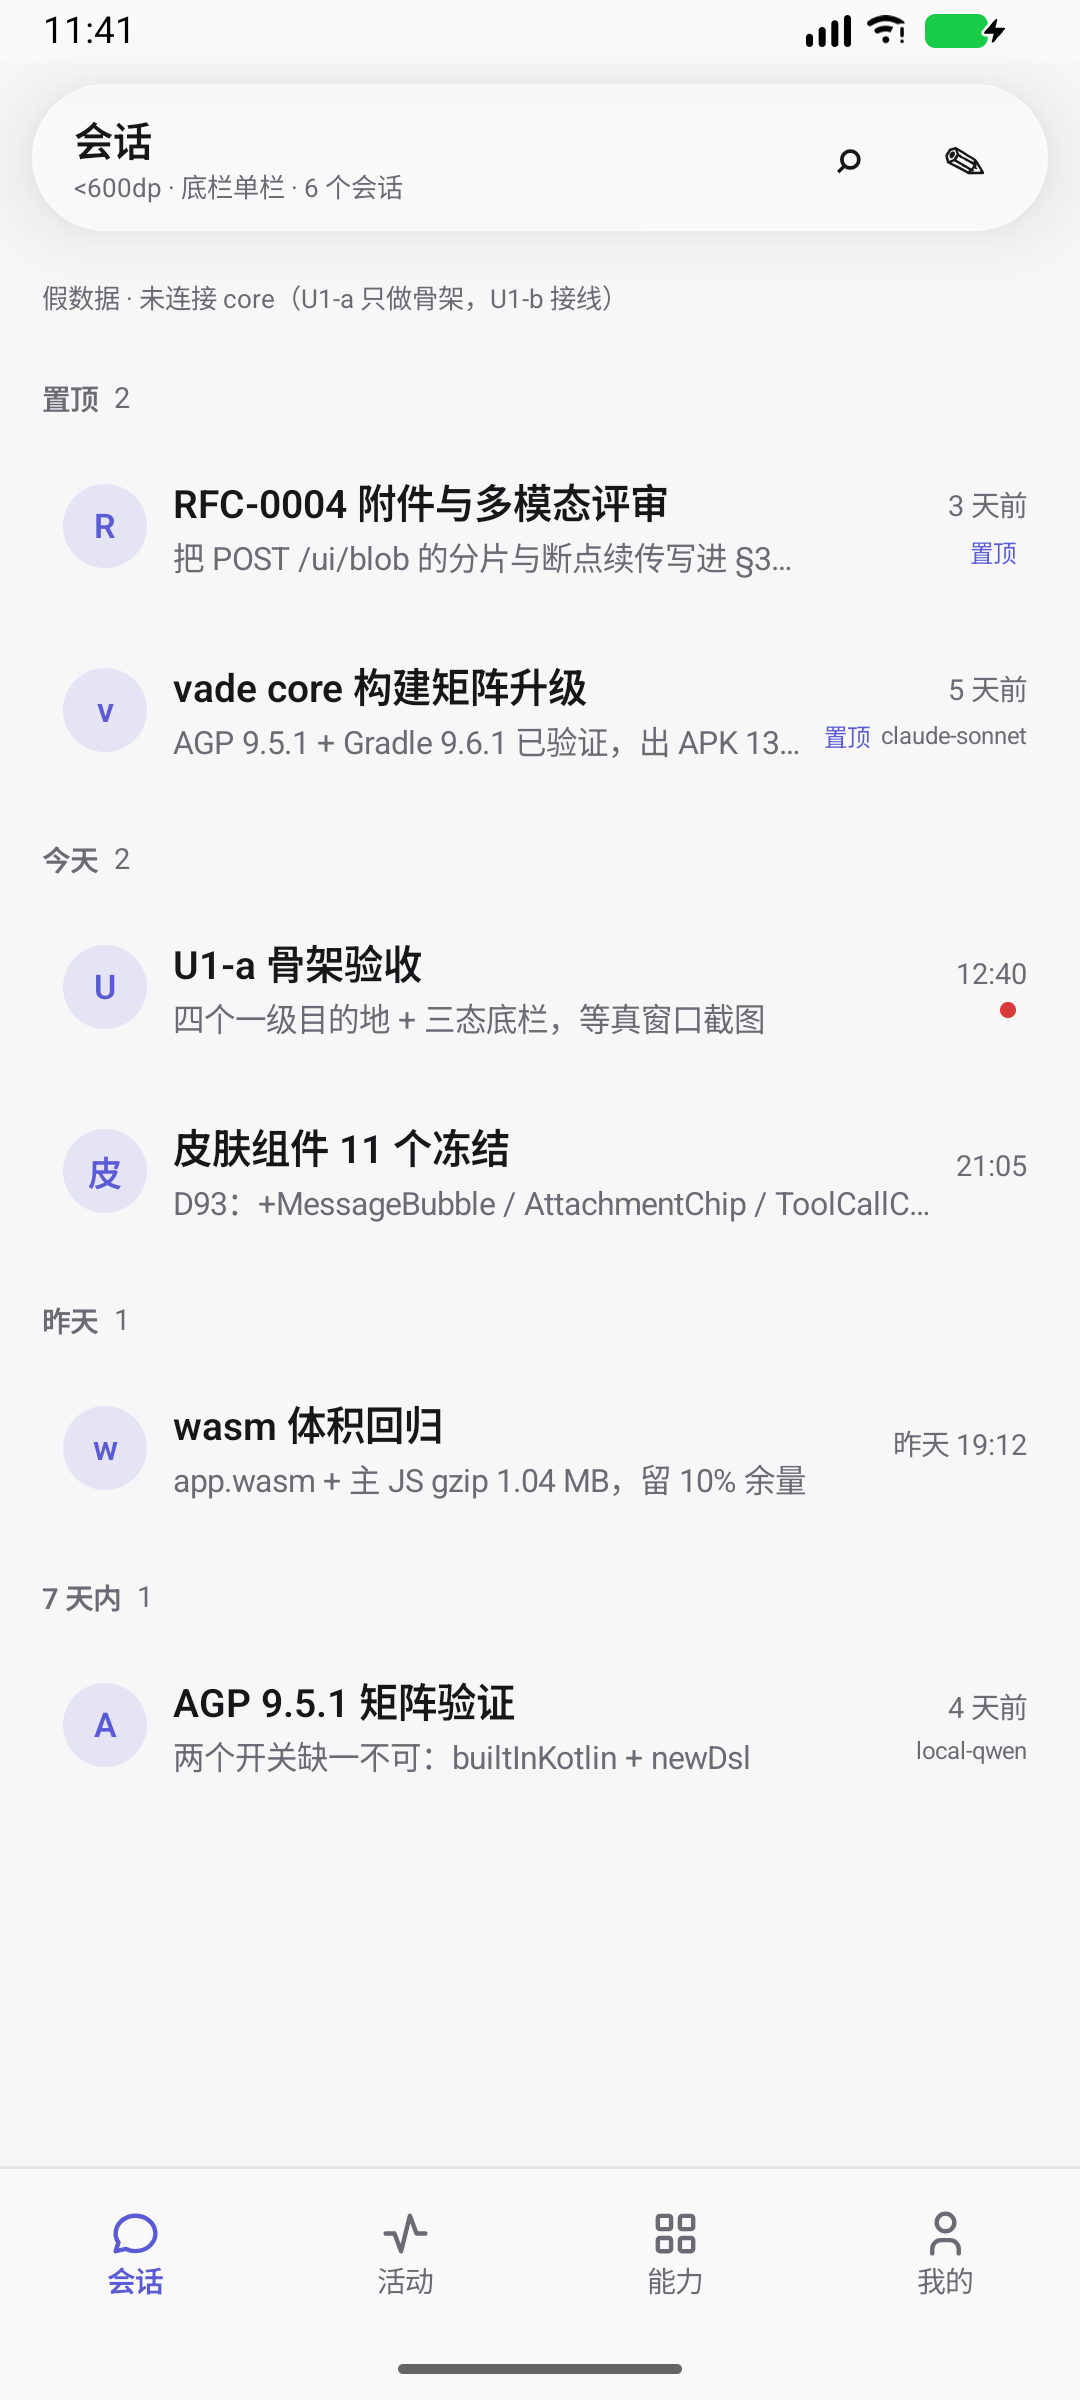 11:41
会话
<600dp · 底栏单栏 · 6 个会话
假数据 · 未连接 core（U1-a 只做骨架，U1-b 接线）
置顶 2
R
RFC-0004 附件与多模态评审
3 天前
把 POST /ui/blob 的分片与断点续传写进 §3...
置顶
v
vade core 构建矩阵升级
5 天前
AGP 9.5.1 + Gradle 9.6.1 已验证，出 APK 13...
置顶 claude-sonnet
今天 2
U
U1-a 骨架验收
12:40
四个一级目的地 + 三态底栏，等真窗口截图
皮
皮肤组件 11 个冻结
21:05
D93：+MessageBubble / AttachmentChip / ToolCallC...
昨天 1
w
wasm 体积回归
昨天 19:12
app.wasm + 主 JS gzip 1.04 MB，留 10% 余量
7 天内 1
A
AGP 9.5.1 矩阵验证
4 天前
两个开关缺一不可：builtInKotlin + newDsl
local-qwen
会话
活动
能力
我的